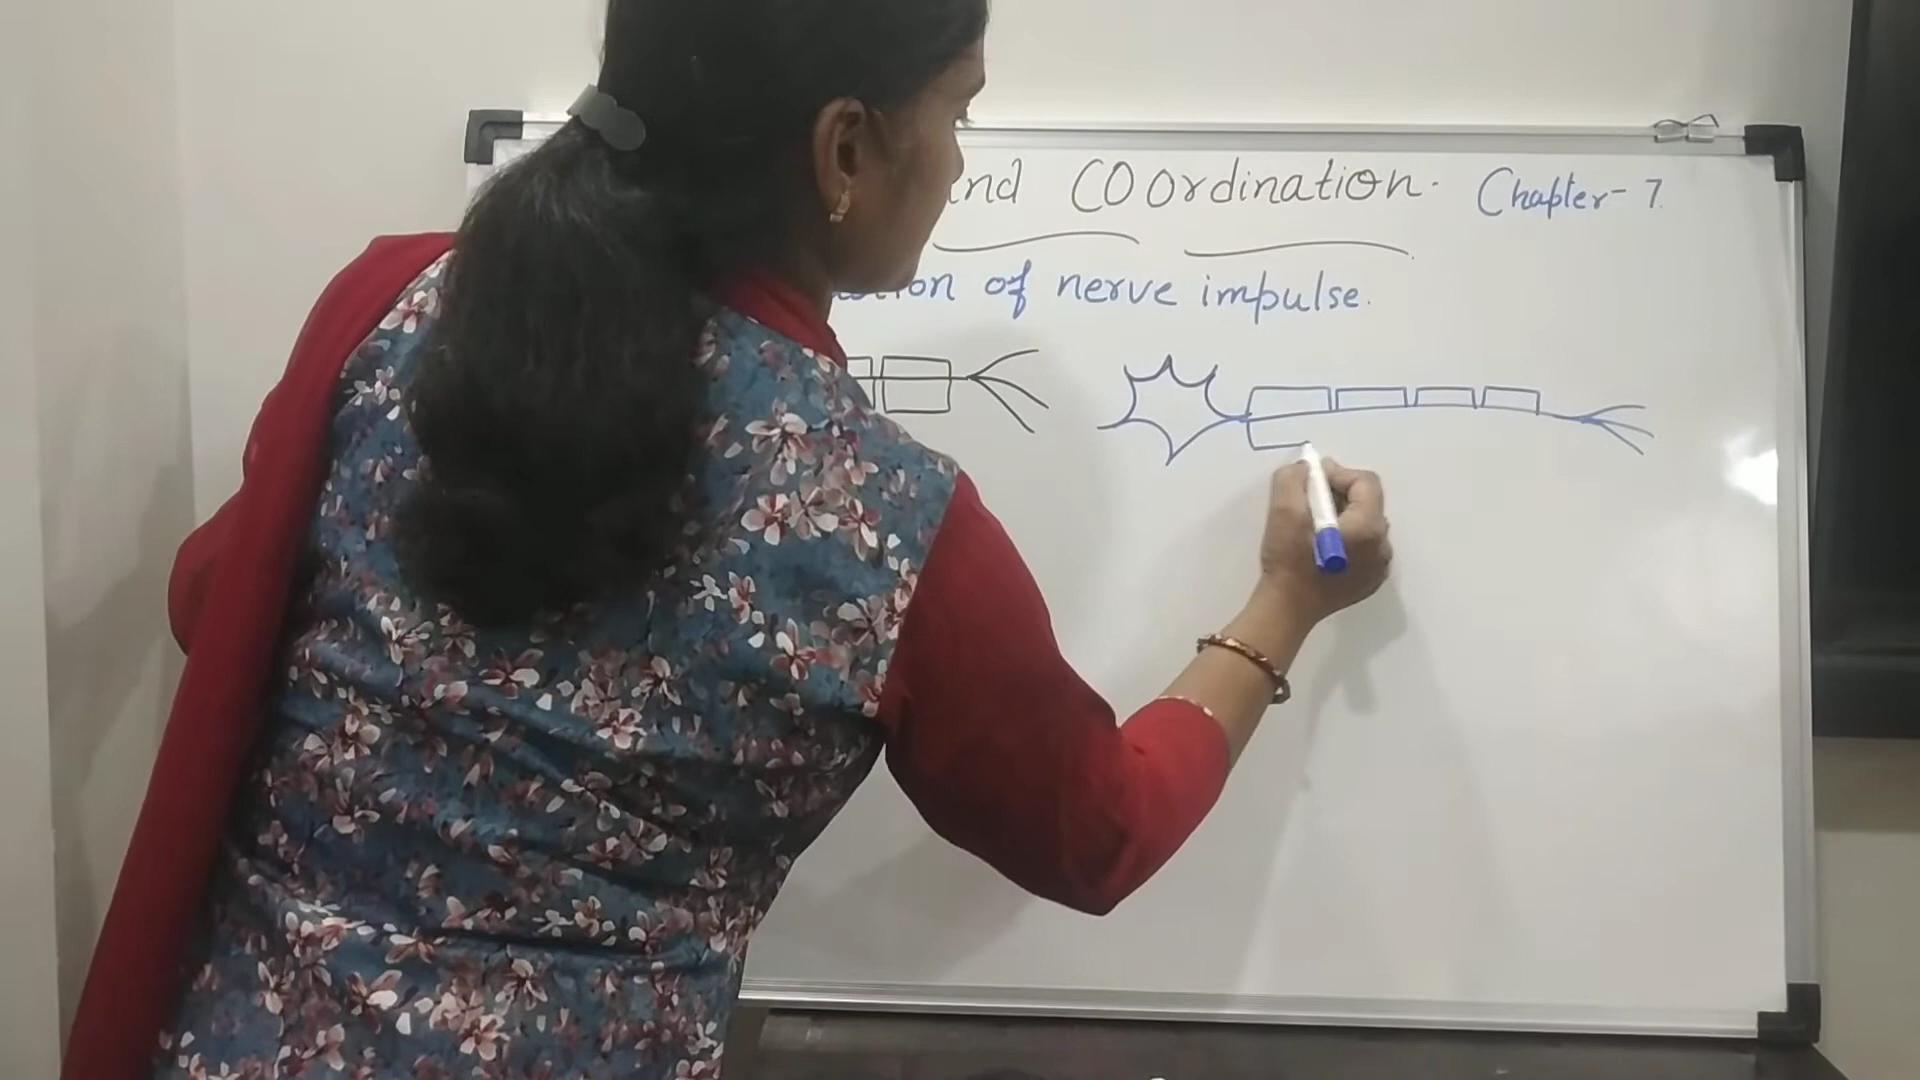 and COOrdination. Chapter- 7.
of nerve impulse.